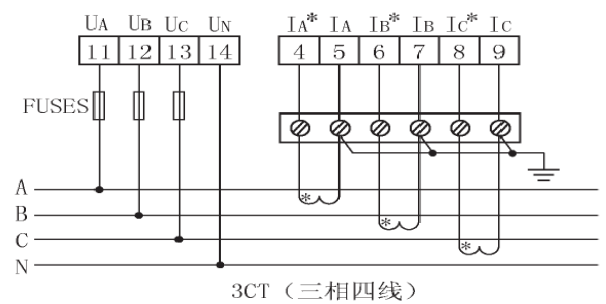 UA UB UC UN IA* IA IB* IB IC* IC
11 12 13 14 4 5 6 7 8 9
FUSES
A
*
B
*
C
*
N
3CT (三相四线)